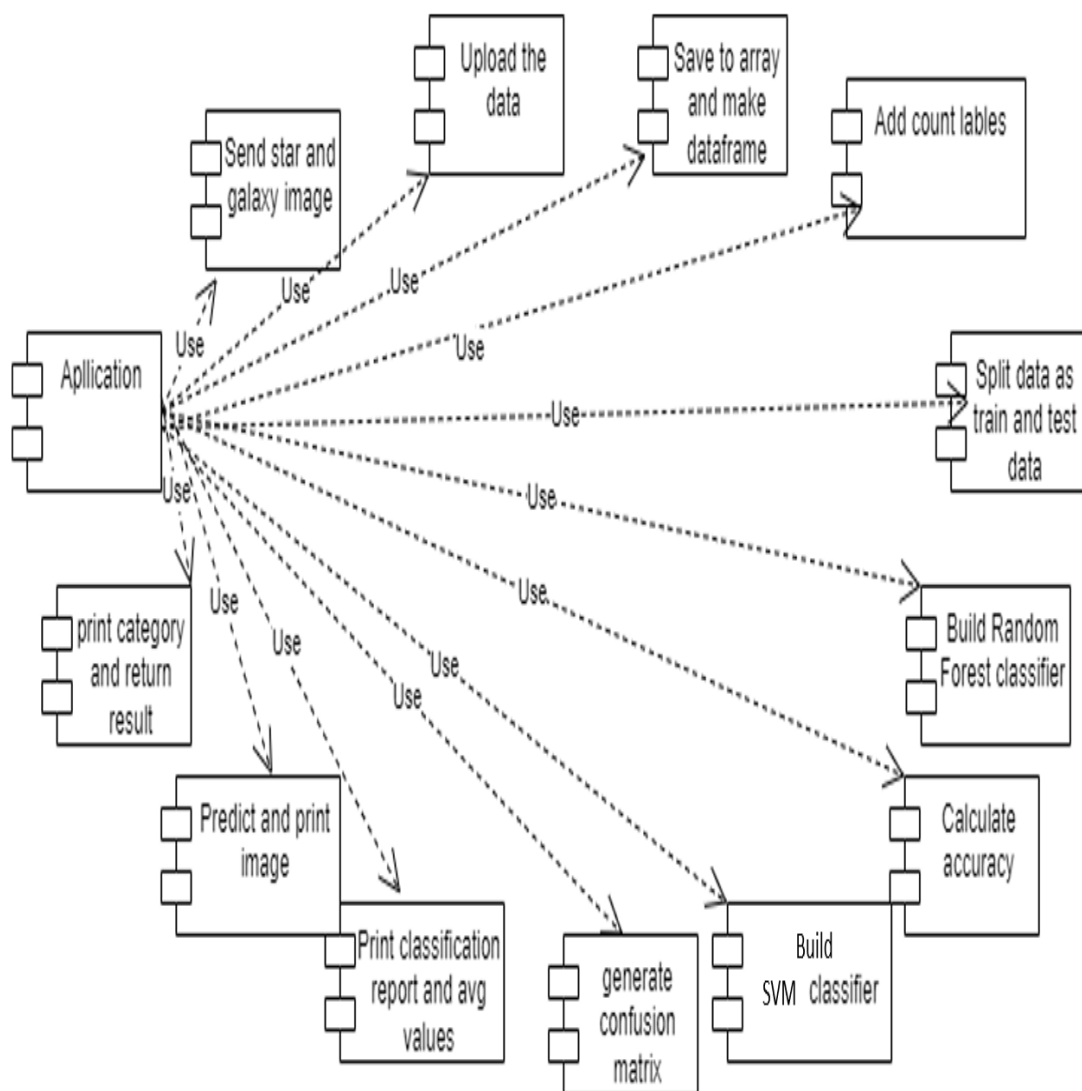 Upload the
data
Save to array
and make
dataframe
Add count lables
Send star and
galaxy image
Use
Use
Use
Use
Apllication
Use
Split data as
train and test
data
Use
Use
Use
Use
Use
Use
Use
print category
and return
result
Build Random
Forest classifier
Predict and print
image
Calculate
accuracy
Print classification
report and avg
values
generate
confusion
matrix
Build
SVM classifier